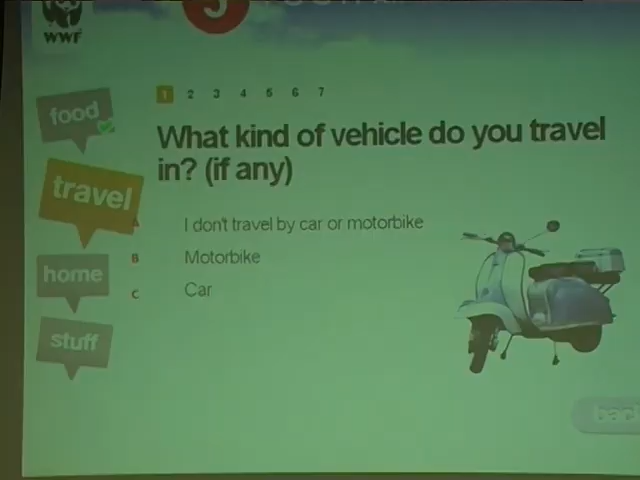 WWF
1 2 3 4 5 6 7
food
What kind of vehicle do you travel
in? (if any)
travel
A I don't travel by car or motorbike
B Motorbike
home
C Car
stuff
back